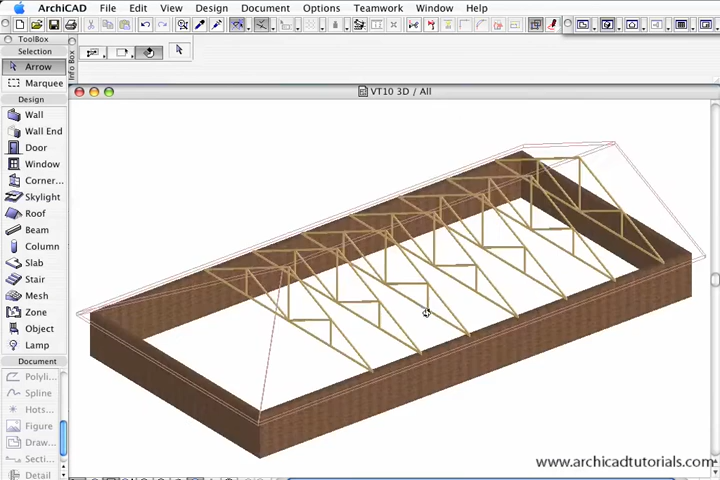 ArchiCAD File Edit View Design Document Options Teamwork Window Help
ToolBox
Selection
Arrow
Marquee
Design
Wall
Wall End
Door
Window
Corner...
Skylight
Roof
Beam
Column
Slab
Stair
Mesh
Zone
Object
Lamp
Document
Polyli...
Spline
Hots...
Figure
Draw...
Secti...
Detail
Info Box
VT10 3D / All
www.archicadtutorials.com